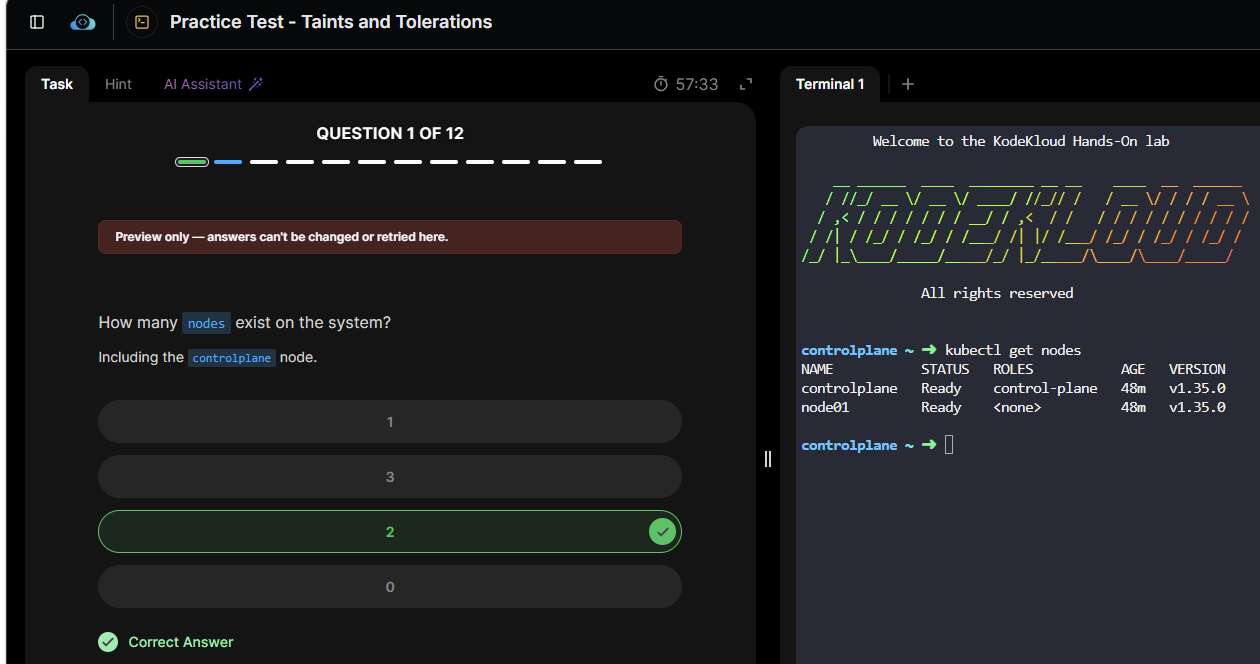 Practice Test - Taints and Tolerations
Task Hint AI Assistant 57:33
QUESTION 1 OF 12
Preview only — answers can't be changed or retried here.
How many nodes exist on the system?
Including the controlplane node.
1
3
2
0
Correct Answer
Terminal 1 +
Welcome to the KodeKloud Hands-On lab
KODEKLOUD
All rights reserved
controlplane ~ ➜ kubectl get nodes
NAME STATUS ROLES AGE VERSION
controlplane Ready control-plane 48m v1.35.0
node01 Ready <none> 48m v1.35.0
controlplane ~ ➜